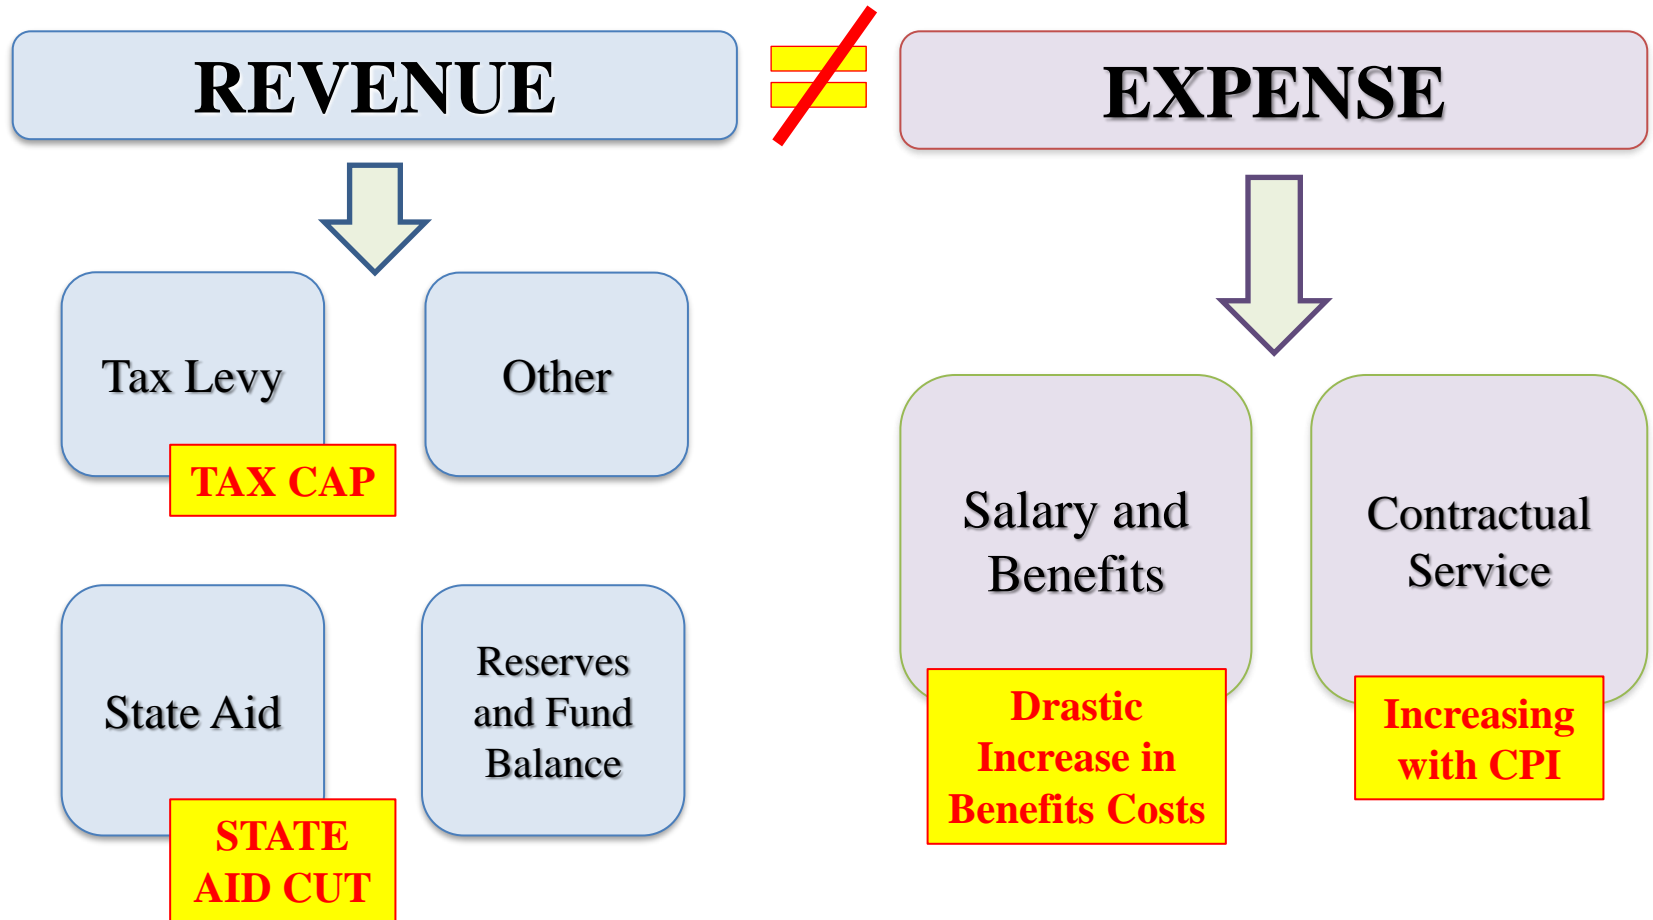 REVENUE
EXPENSE
Tax Levy
Other
TAX CAP
State Aid
Reserves
and Fund
Balance
STATE
AID CUT
Salary and
Benefits
Contractual
Service
Drastic
Increase in
Benefits Costs
Increasing
with CPI